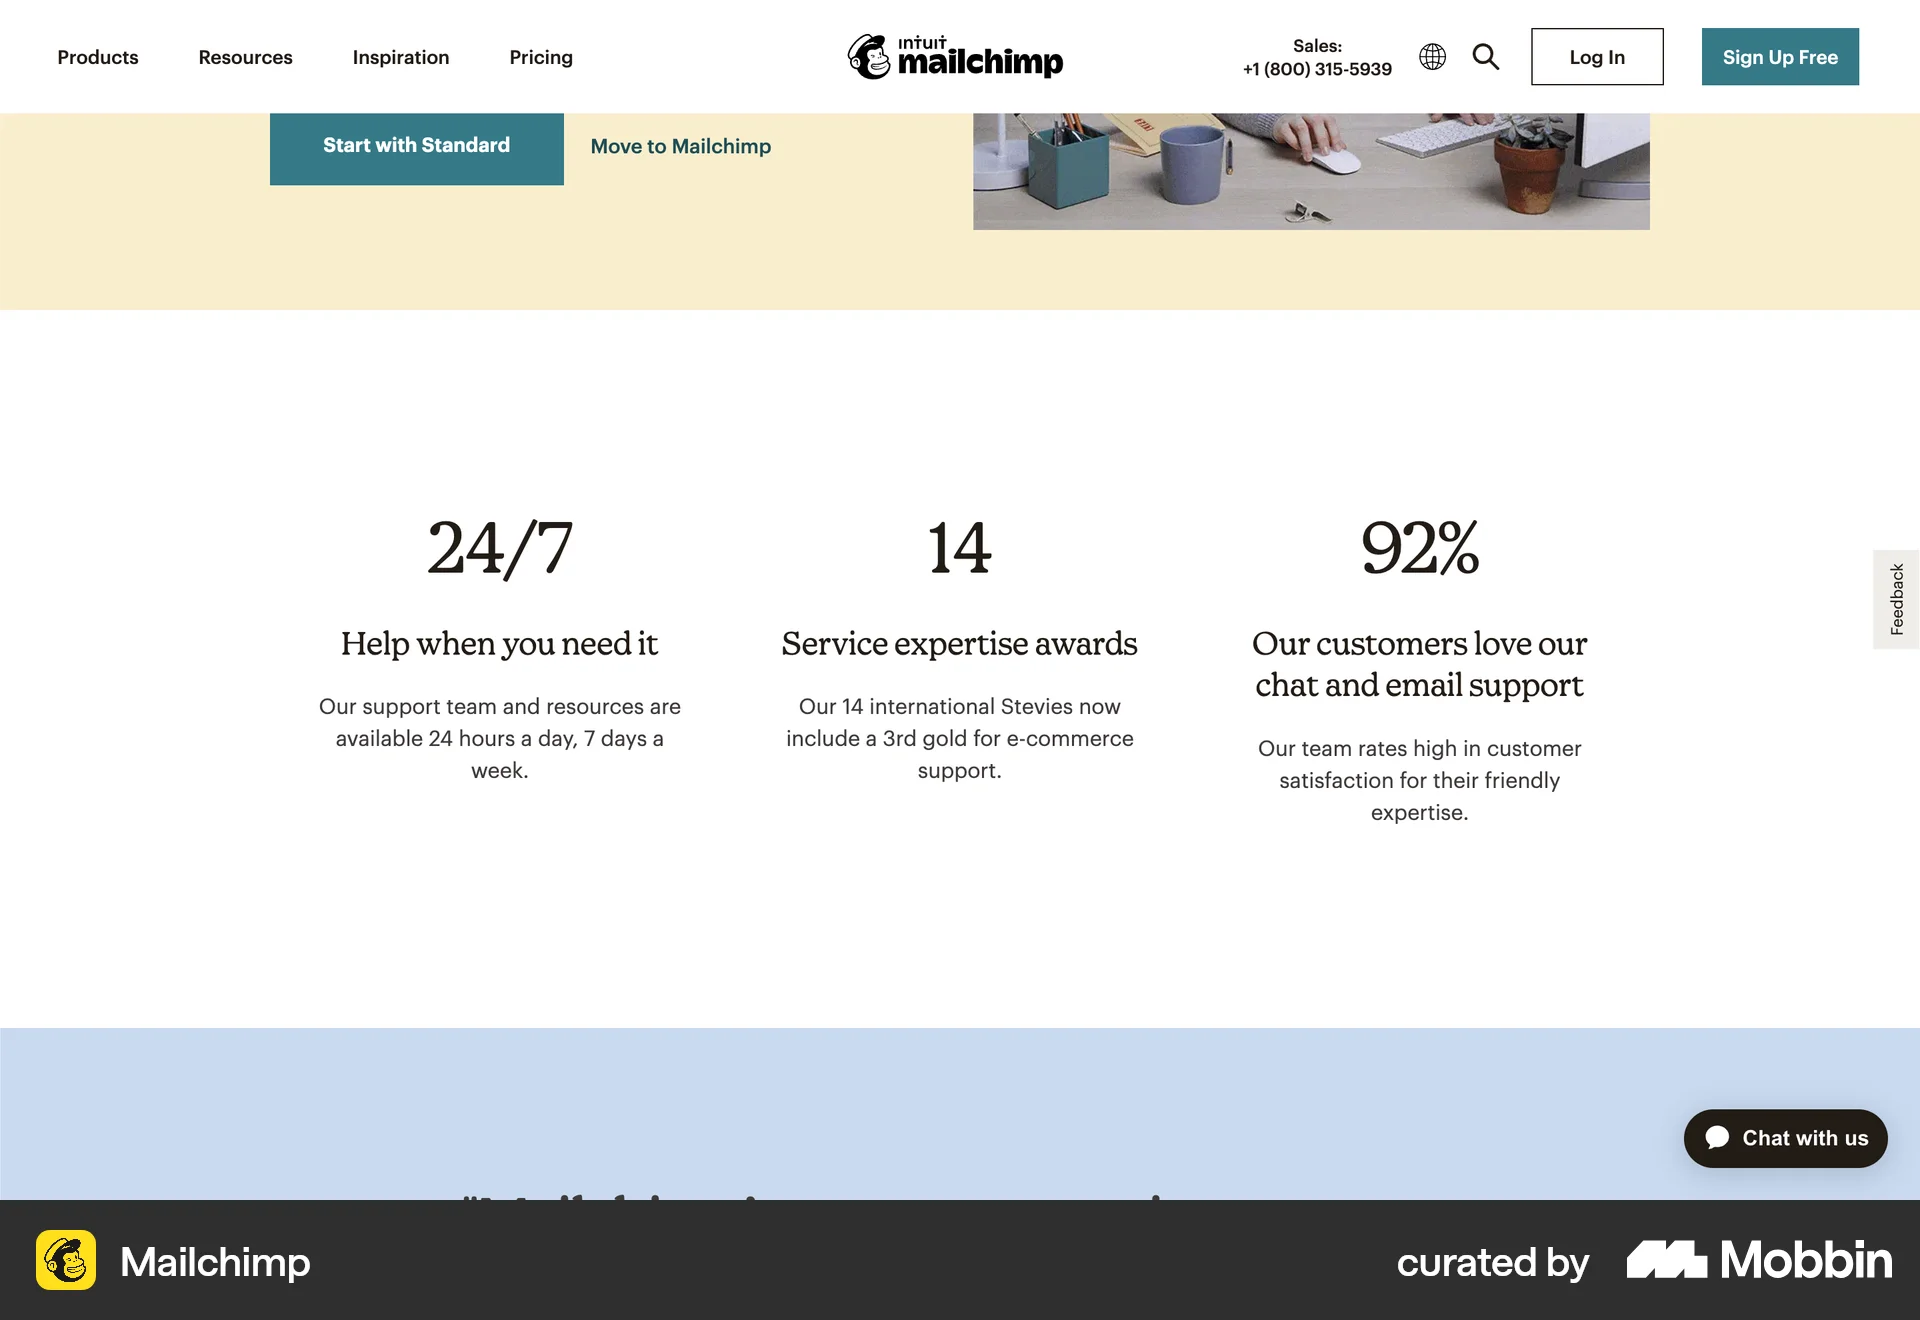 Products
Resources
Inspiration
Pricing
INTUIT
mailchimp
Sales:
+1 (800) 315-5939
Log In
Sign Up Free
Start with Standard
Move to Mailchimp
24/7
Help when you need it
Our support team and resources are
available 24 hours a day, 7 days a
week.
14
Service expertise awards
Our 14 international Stevies now
include a 3rd gold for e-commerce
support.
92%
Our customers love our
chat and email support
Our team rates high in customer
satisfaction for their friendly
expertise.
Feedback
Chat with us
Mailchimp
curated by
Mobbin